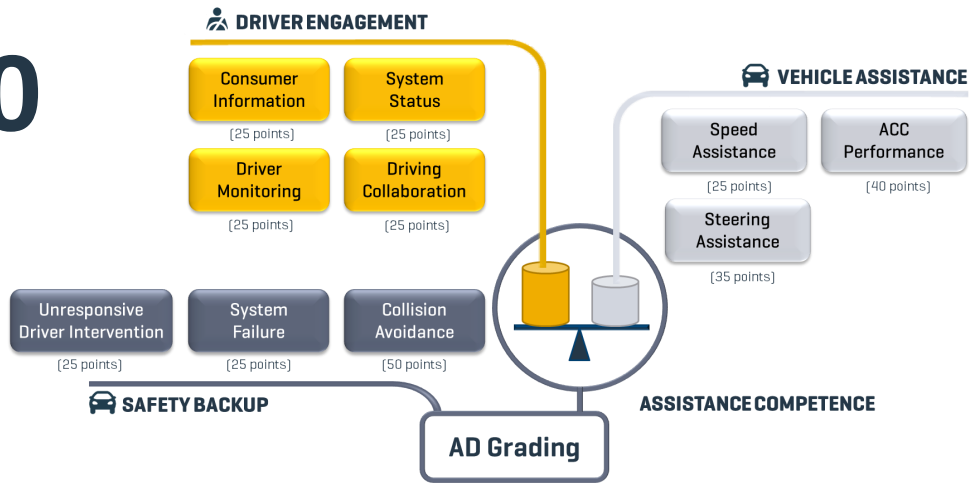 0
DRIVER ENGAGEMENT
Consumer
Information
(25 points)
System
Status
(25 points)
Driver
Monitoring
(25 points)
Driving
Collaboration
(25 points)
VEHICLE ASSISTANCE
Speed
Assistance
(25 points)
ACC
Performance
(40 points)
Steering
Assistance
(35 points)
Unresponsive
Driver Intervention
(25 points)
System
Failure
(25 points)
Collision
Avoidance
(50 points)
SAFETY BACKUP
ASSISTANCE COMPETENCE
AD Grading